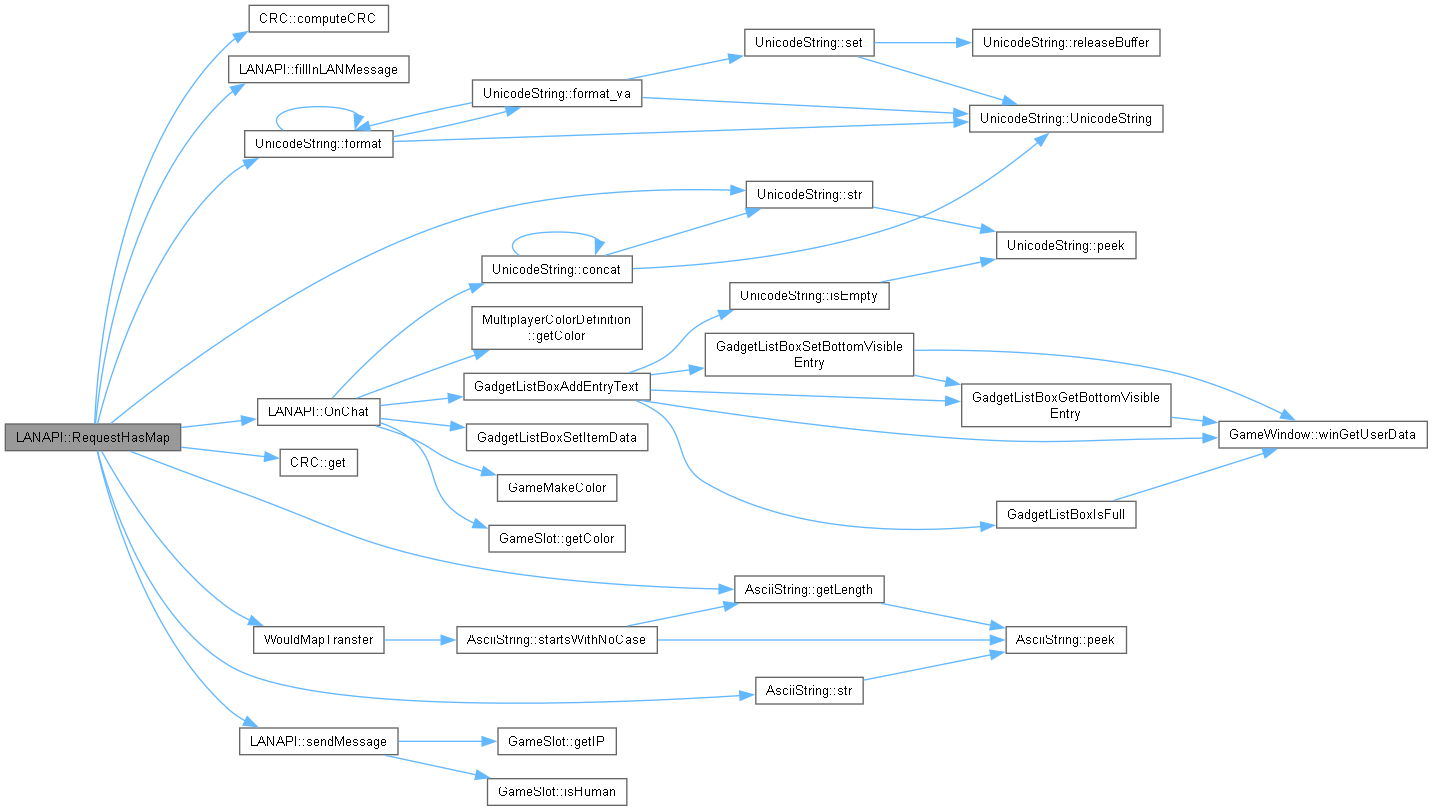 CRC::computeCRC
LANAPI::fillInLANMessage
UnicodeString::set
UnicodeString::releaseBuffer
UnicodeString::format_va
UnicodeString::UnicodeString
UnicodeString::format
UnicodeString::str
UnicodeString::peek
UnicodeString::concat
UnicodeString::isEmpty
MultiplayerColorDefinition
::getColor
GadgetListBoxSetBottomVisible
Entry
GadgetListBoxAddEntryText
GadgetListBoxGetBottomVisible
Entry
LANAPI::OnChat
LANAPI::RequestHasMap
GadgetListBoxSetItemData
GameWindow::winGetUserData
CRC::get
GameMakeColor
GadgetListBoxIsFull
GameSlot::getColor
AsciiString::getLength
WouldMapTransfer
AsciiString::startsWithNoCase
AsciiString::peek
AsciiString::str
LANAPI::sendMessage
GameSlot::getIP
GameSlot::isHuman